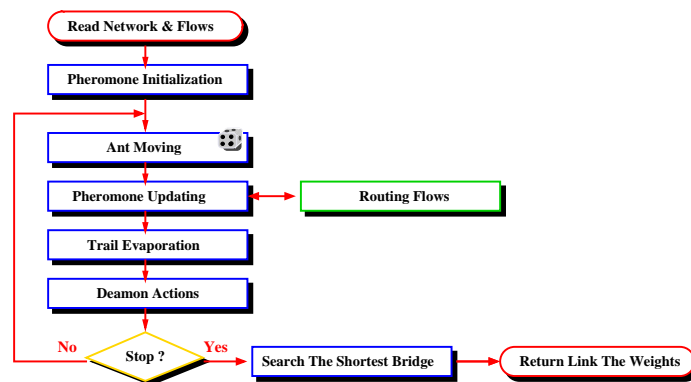 Read Network & Flows
Pheromone Initialization
Ant Moving
Pheromone Updating
Routing Flows
Trail Evaporation
Deamon Actions
No
Stop ?
Yes
Search The Shortest Bridge
Return Link The Weights